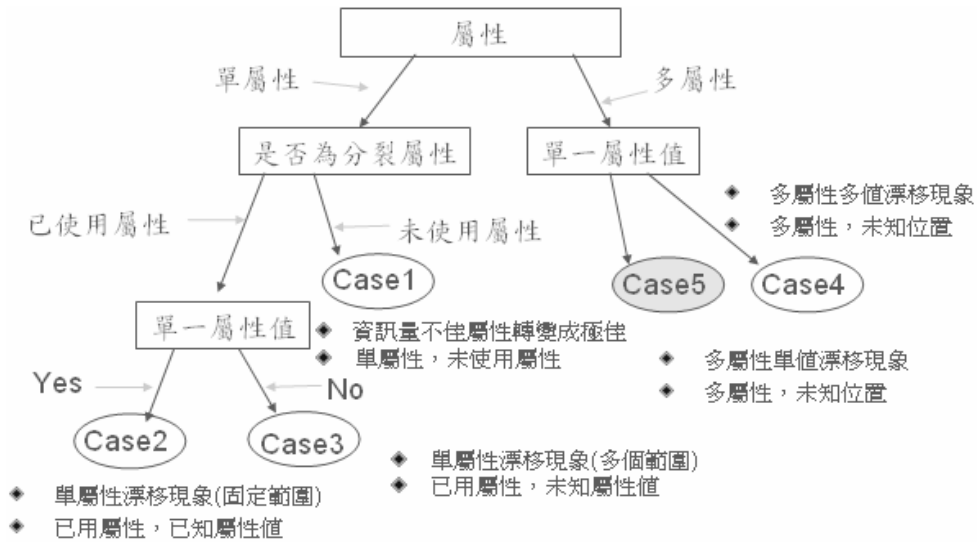 屬性
單屬性
多屬性
是否為分裂屬性
單一屬性值
◆ 多屬性多值漂移現象
◆ 多屬性，未知位置
已使用屬性
未使用屬性
Case1
Case5
Case4
單一屬性值
◆ 資訊量不佳屬性轉變成極佳
◆ 單屬性，未使用屬性
◆ 多屬性單值漂移現象
◆ 多屬性，未知位置
Yes
No
Case2
Case3
◆ 單屬性漂移現象(多個範圍)
◆ 已用屬性，未知屬性值
◆ 單屬性漂移現象(固定範圍)
◆ 已用屬性，已知屬性值